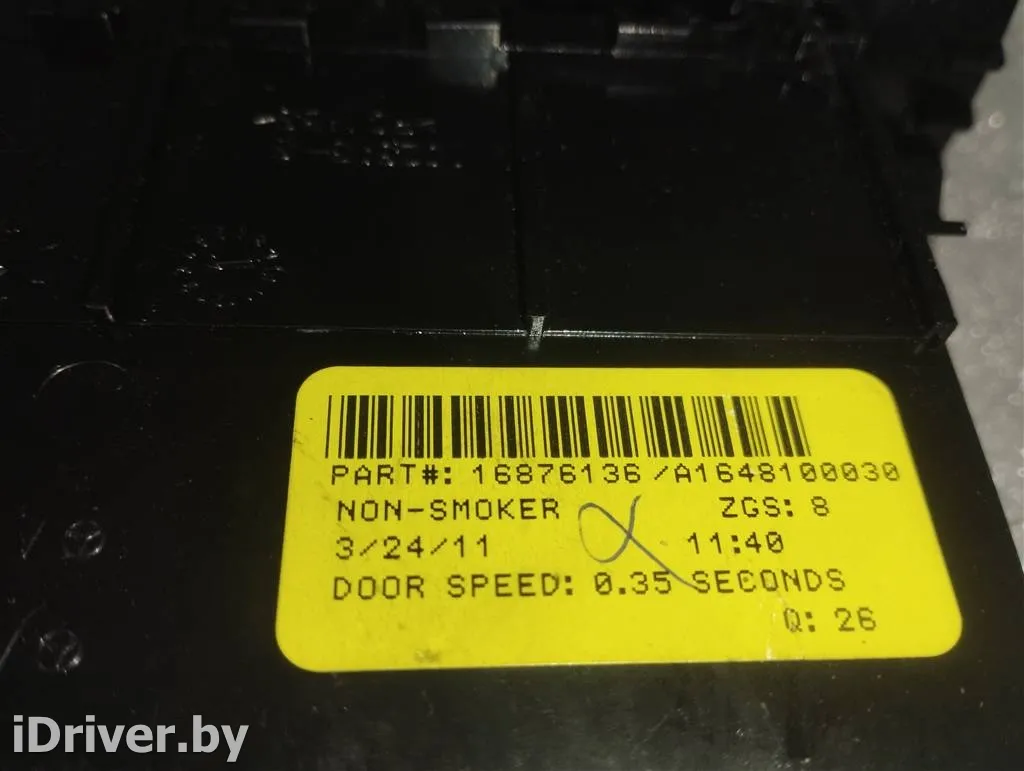 PART#: 16876136/A1648100030
NON-SMOKER ZGS: 8
3/24/11 11:40
DOOR SPEED: 0.35 SECONDS
Q: 26
iDriver.by